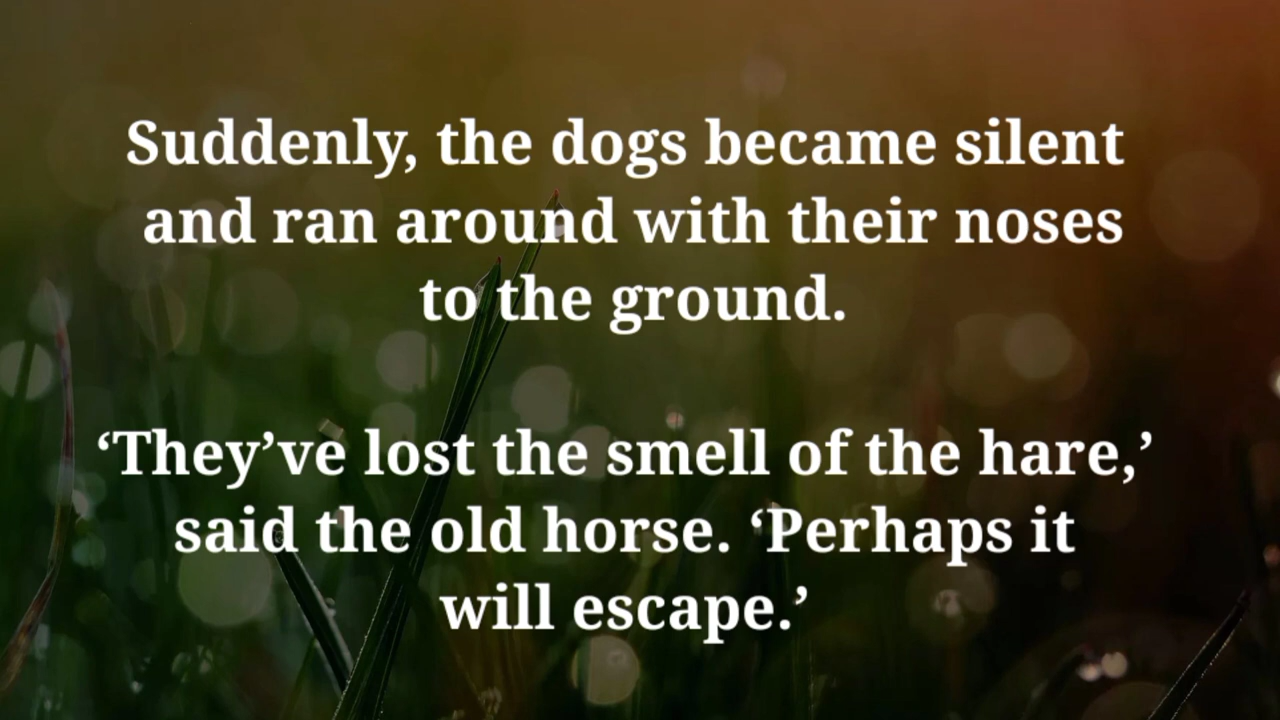 Suddenly, the dogs became silent
and ran around with their noses
to the ground.
‘They’ve lost the smell of the hare,’
said the old horse. ‘Perhaps it
will escape.’